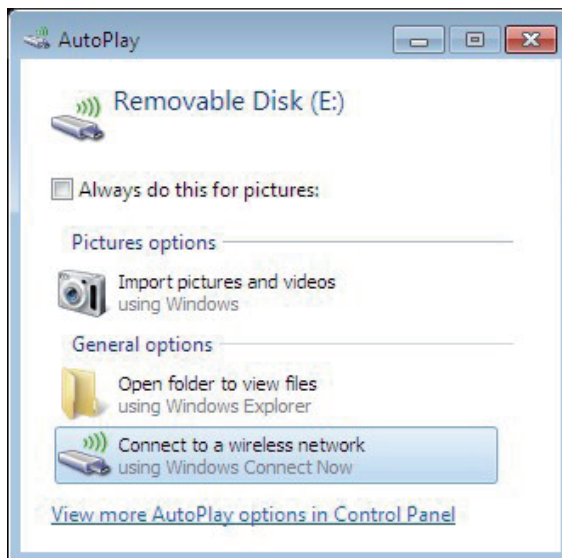 AutoPlay
Removable Disk (E:)
Always do this for pictures:
Pictures options
Import pictures and videos
using Windows
General options
Open folder to view files
using Windows Explorer
Connect to a wireless network
using Windows Connect Now
View more AutoPlay options in Control Panel